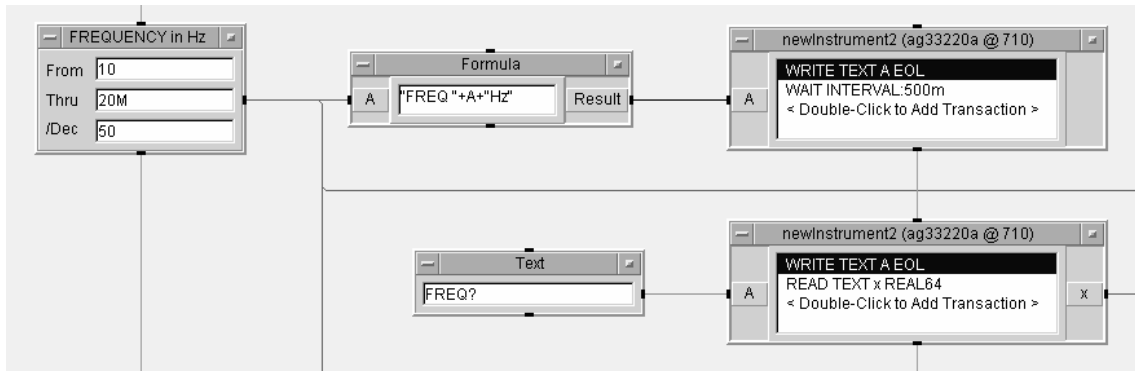 FREQUENCY in Hz
From 10
Thru 20M
/Dec 50
Formula
A "FREQ "+A+"Hz" Result
newInstrument2 (ag33220a @ 710)
WRITE TEXT A EOL
A WAIT INTERVAL:500m
< Double-Click to Add Transaction >
Text
FREQ?
newInstrument2 (ag33220a @ 710)
WRITE TEXT A EOL
A READ TEXT x REAL64 x
< Double-Click to Add Transaction >